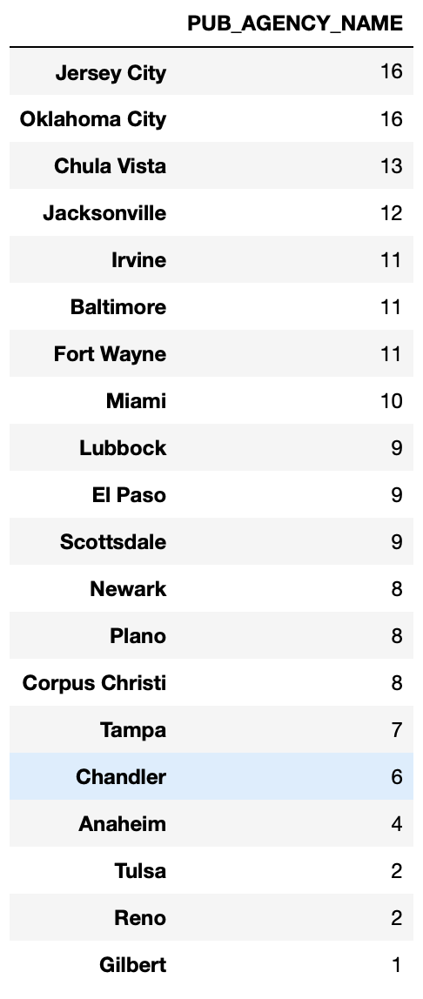 PUB_AGENCY_NAME
Jersey City 16
Oklahoma City 16
Chula Vista 13
Jacksonville 12
Irvine 11
Baltimore 11
Fort Wayne 11
Miami 10
Lubbock 9
El Paso 9
Scottsdale 9
Newark 8
Plano 8
Corpus Christi 8
Tampa 7
Chandler 6
Anaheim 4
Tulsa 2
Reno 2
Gilbert 1